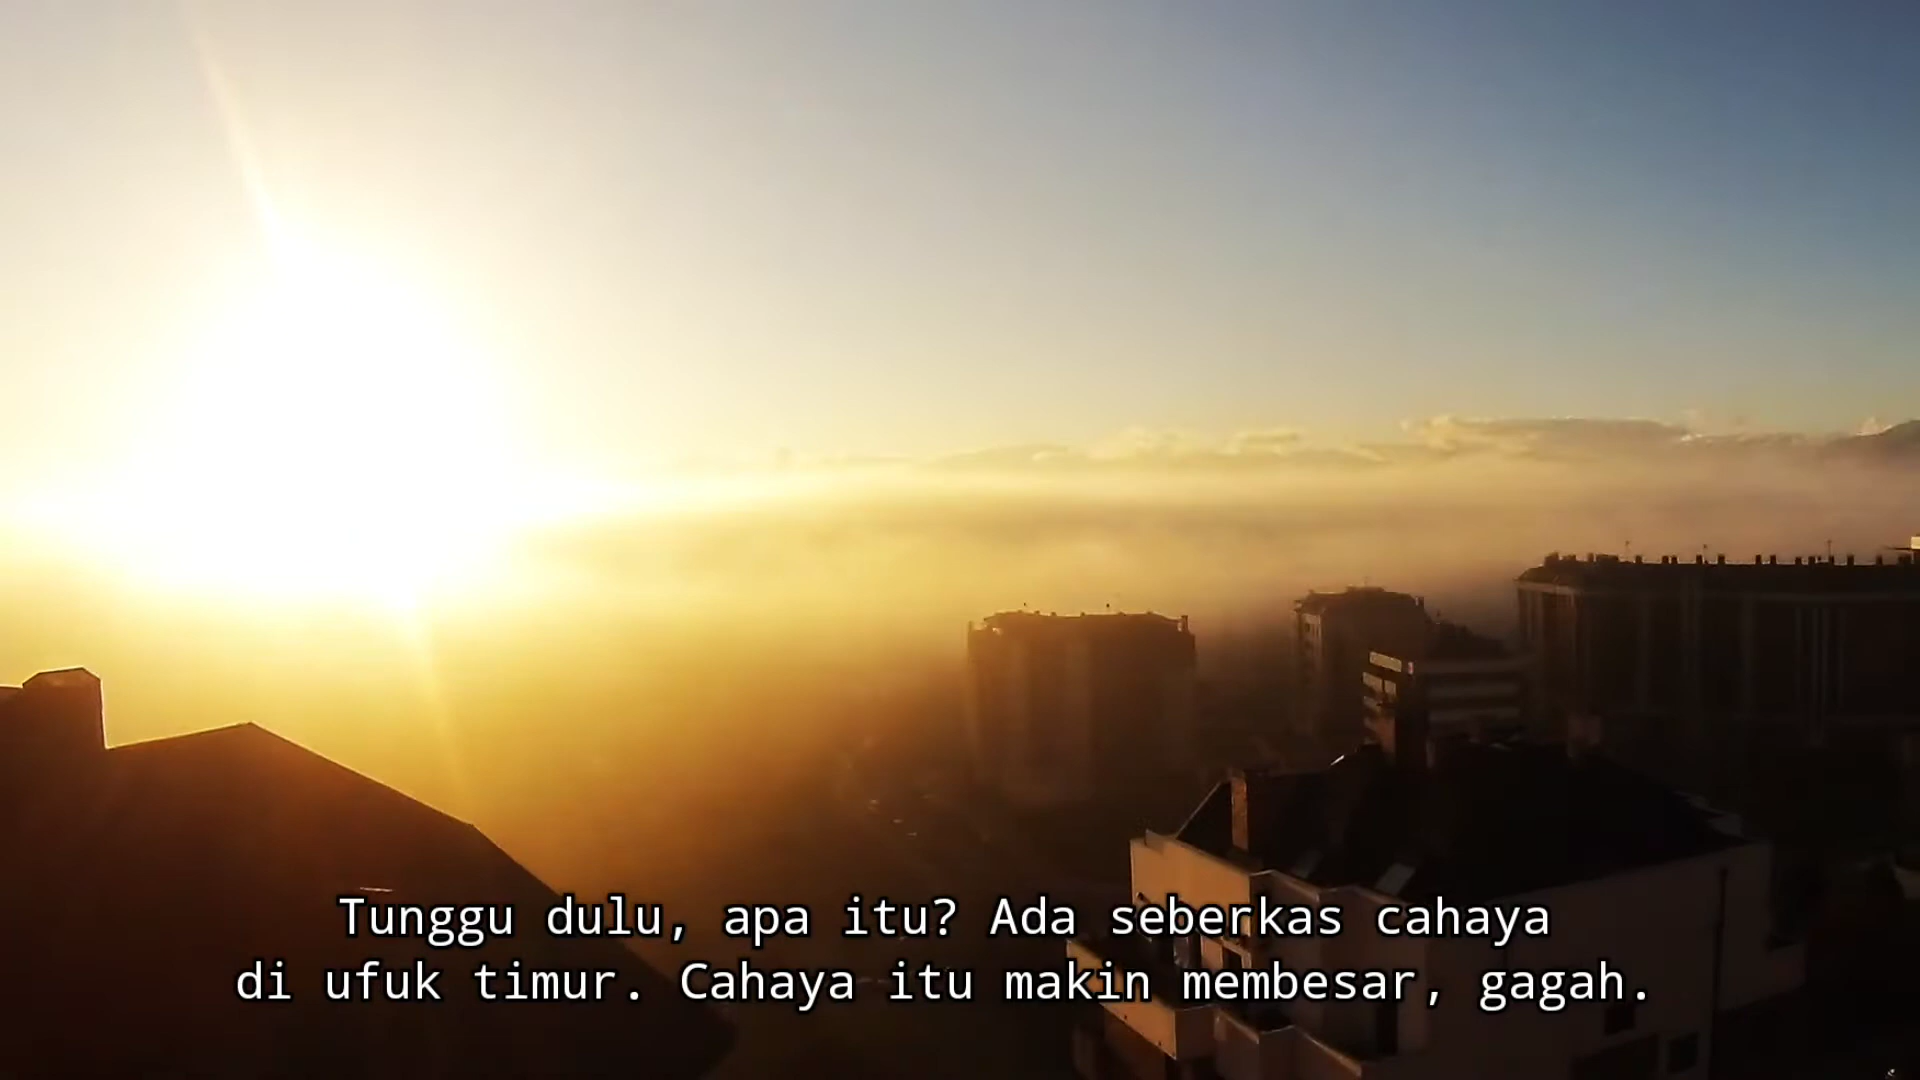 Tunggu dulu, apa itu? Ada seberkas cahaya
di ufuk timur. Cahaya itu makin membesar, gagah.